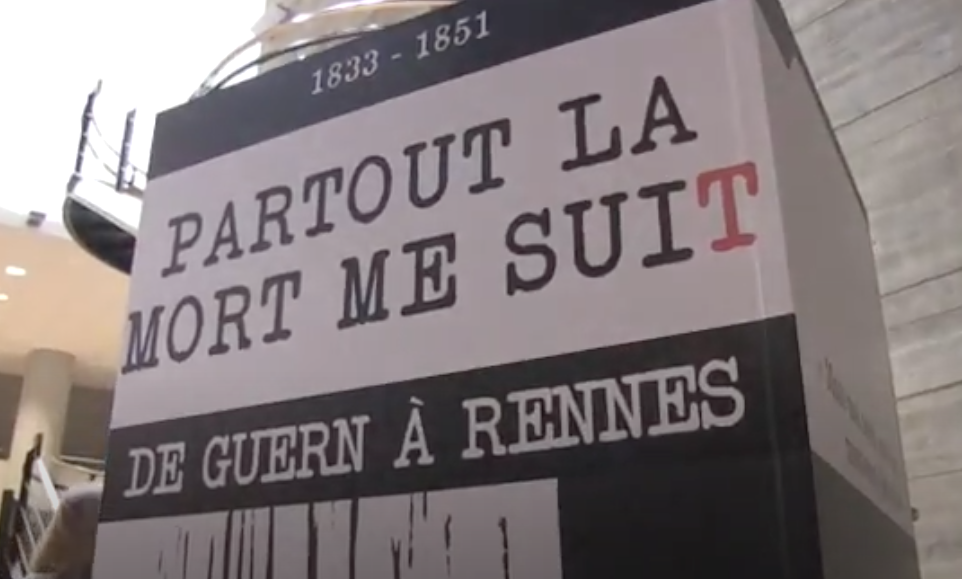 1833 - 1851
PARTOUT LA
MORT ME SUIT
DE GUERN À RENNES